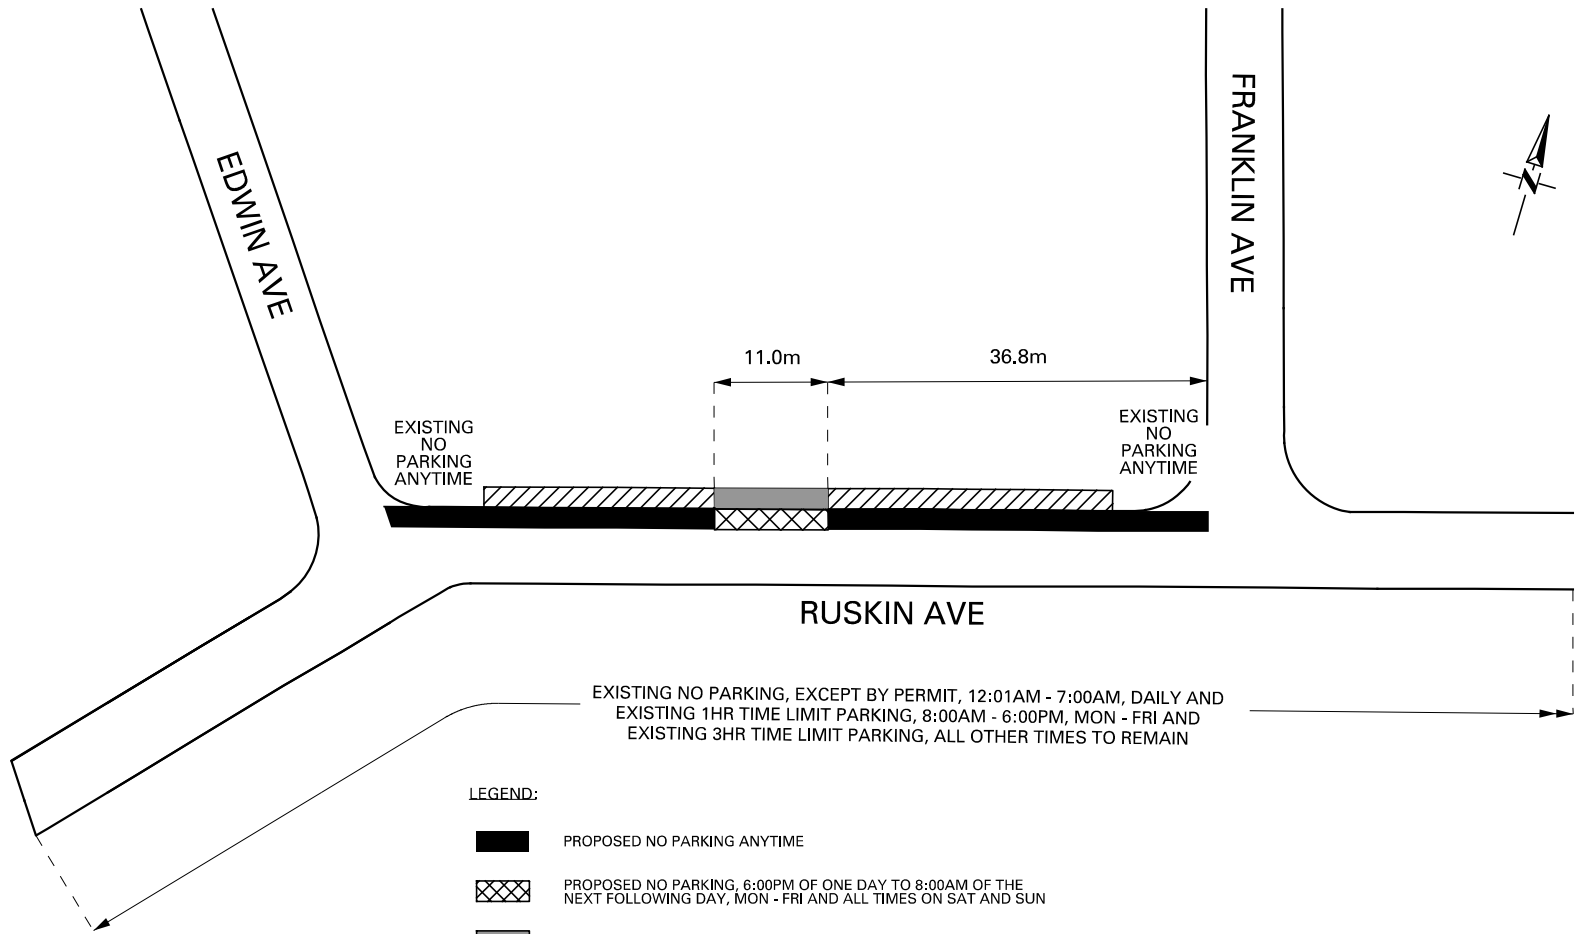 FRANKLIN AVE
EDWIN AVE
N
11.0m
36.8m
EXISTING
NO
PARKING
ANYTIME
EXISTING
NO
PARKING
ANYTIME
RUSKIN AVE
EXISTING NO PARKING, EXCEPT BY PERMIT, 12:01AM - 7:00AM, DAILY AND
EXISTING 1HR TIME LIMIT PARKING, 8:00AM - 6:00PM, MON - FRI AND
EXISTING 3HR TIME LIMIT PARKING, ALL OTHER TIMES TO REMAIN
LEGEND:
PROPOSED NO PARKING ANYTIME
PROPOSED NO PARKING, 6:00PM OF ONE DAY TO 8:00AM OF THE
NEXT FOLLOWING DAY, MON - FRI AND ALL TIMES ON SAT AND SUN